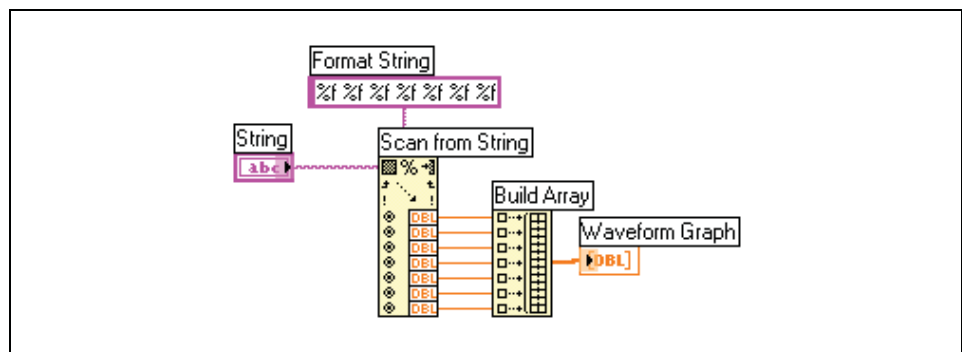 Format String
%f %f %f %f %f %f %f
String
abc
Scan from String
%
! !
DBL
DBL
DBL
DBL
DBL
DBL
DBL
Build Array
Waveform Graph
DBL]